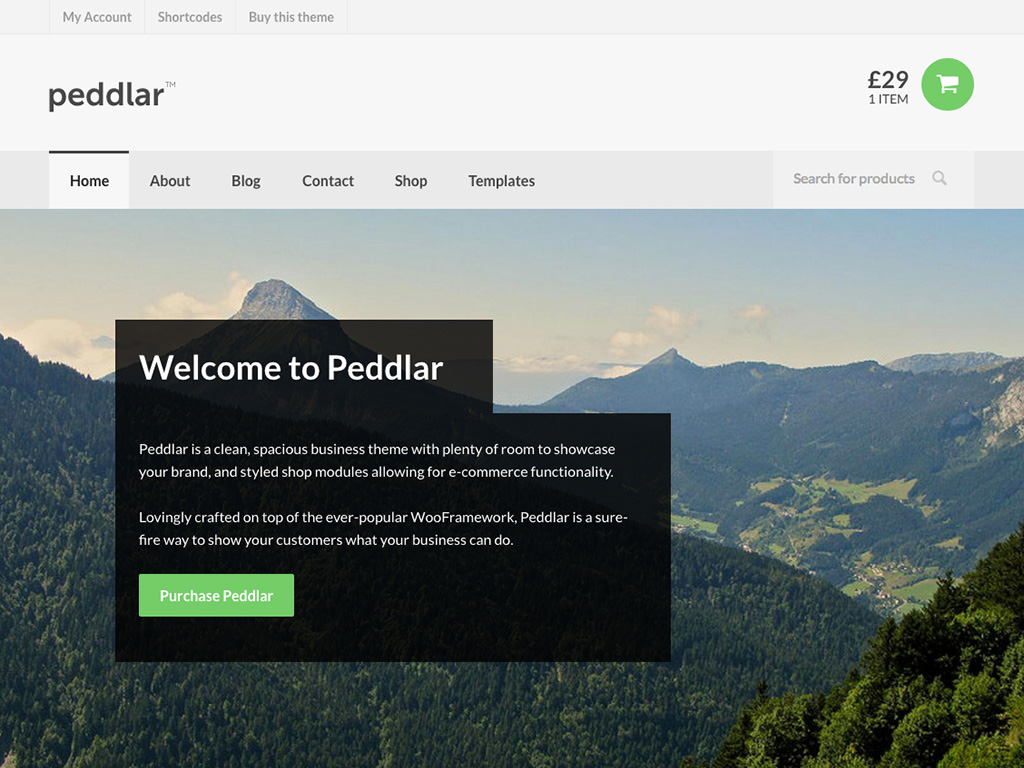 My Account Shortcodes Buy this theme
peddlar™
£29
1 ITEM
Home About Blog Contact Shop Templates Search for products
Welcome to Peddlar
Peddlar is a clean, spacious business theme with plenty of room to showcase
your brand, and styled shop modules allowing for e-commerce functionality.
Lovingly crafted on top of the ever-popular WooFramework, Peddlar is a sure-
fire way to show your customers what your business can do.
Purchase Peddlar